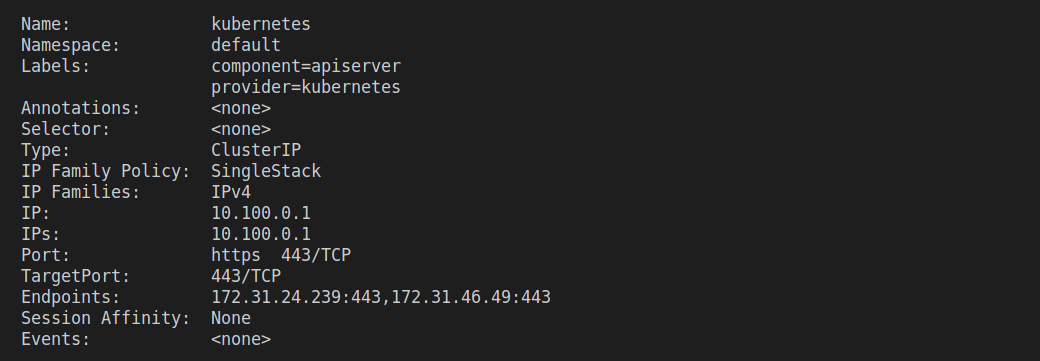 Name:              kubernetes
Namespace:         default
Labels:            component=apiserver
                   provider=kubernetes
Annotations:       <none>
Selector:          <none>
Type:              ClusterIP
IP Family Policy:  SingleStack
IP Families:       IPv4
IP:                10.100.0.1
IPs:               10.100.0.1
Port:              https  443/TCP
TargetPort:        443/TCP
Endpoints:         172.31.24.239:443,172.31.46.49:443
Session Affinity:  None
Events:            <none>